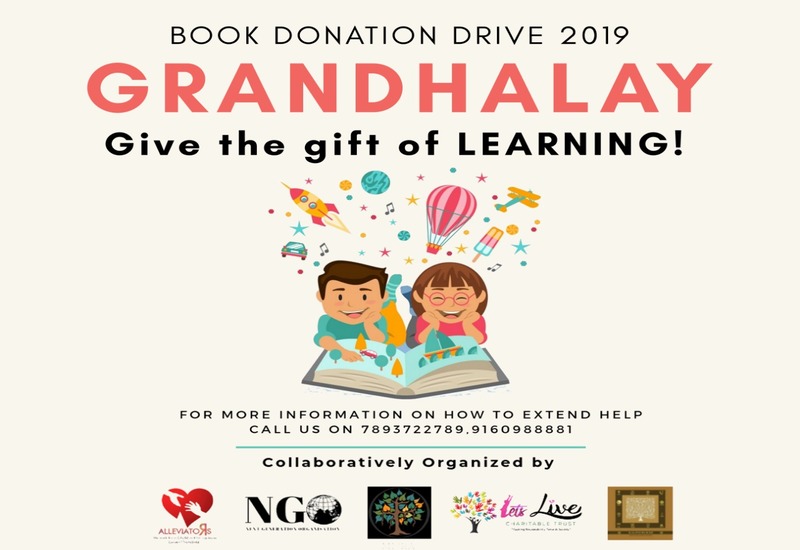 BOOK DONATION DRIVE 2019
GRANDHALAY
Give the gift of LEARNING!
FOR MORE INFORMATION ON HOW TO EXTEND HELP
CALL US ON 7893722789,9160988881
Collaboratively Organized by
ALLEVIATORS
NGO
NEXT GENERATION ORGANISATION
Let's Live
CHARITABLE TRUST